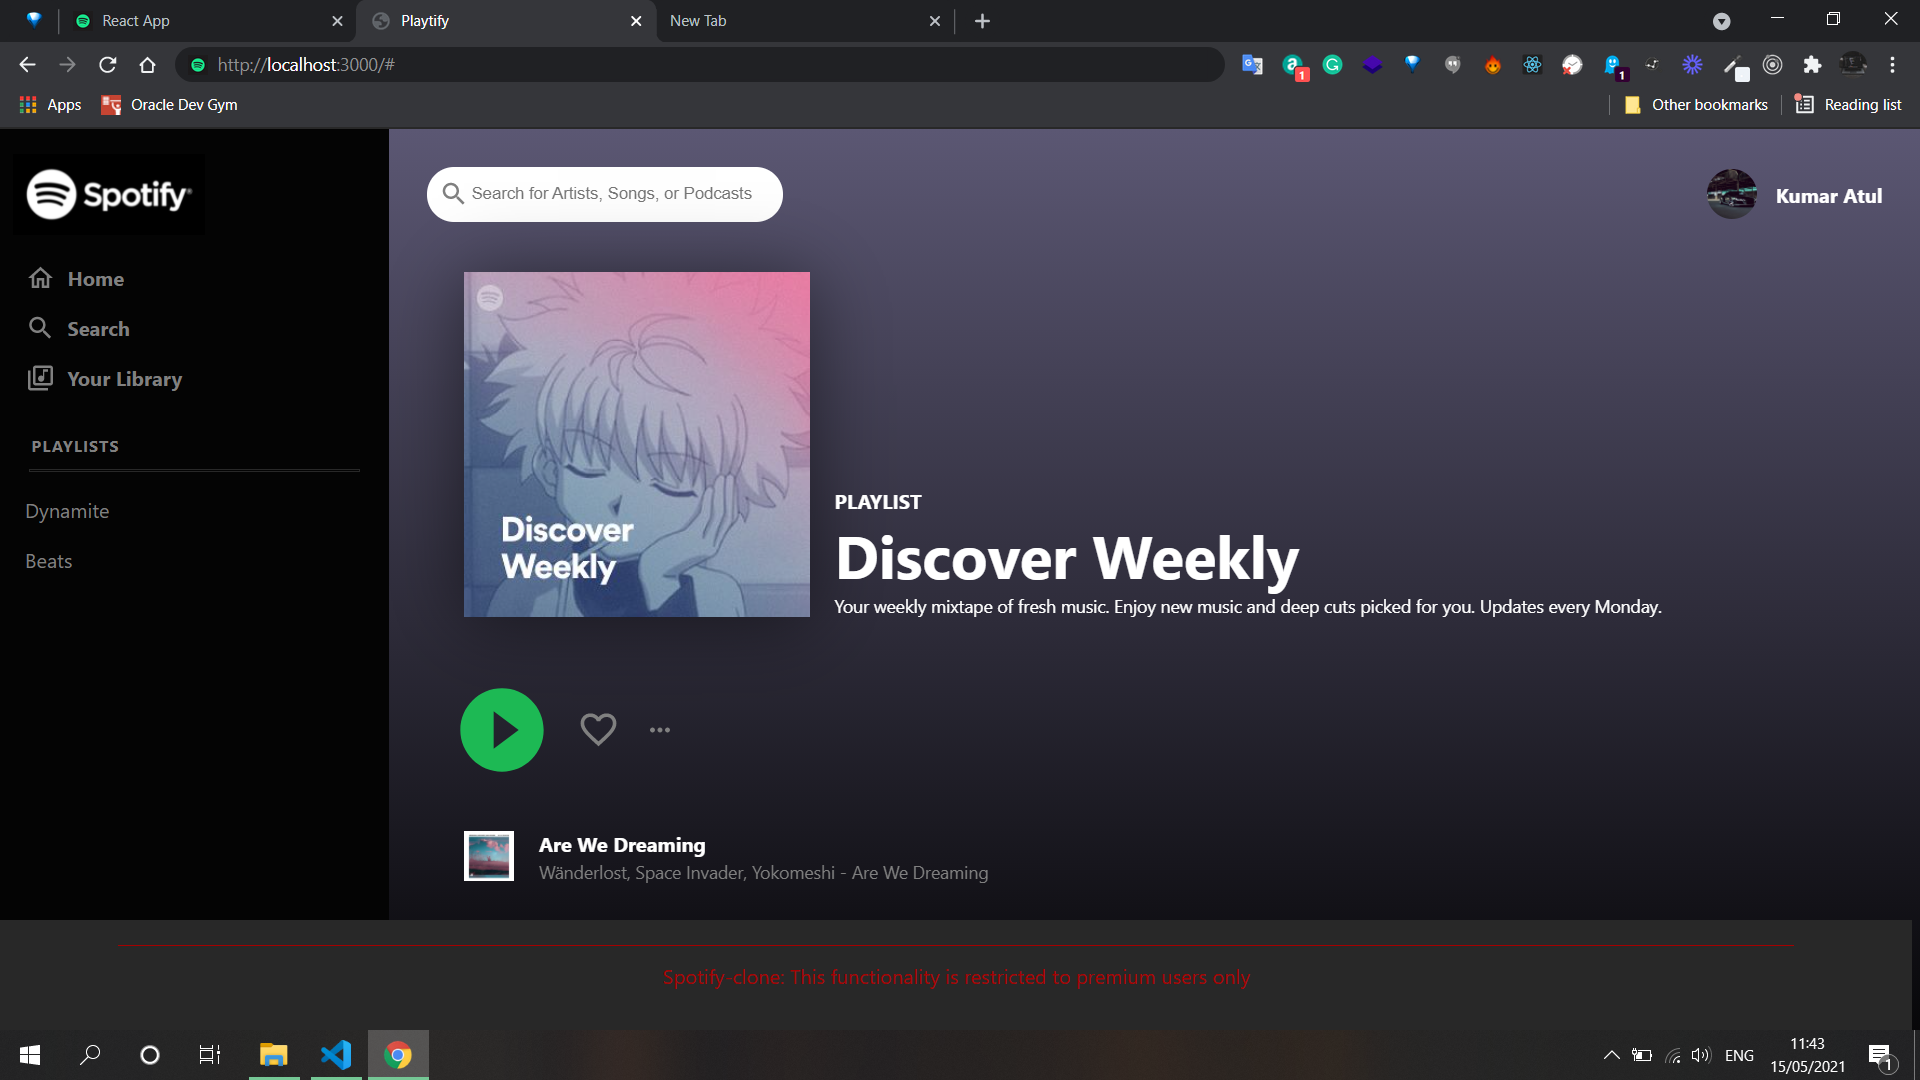 React App
Playtify
New Tab
http://localhost:3000/#
1
1
Apps
Oracle Dev Gym
Other bookmarks
Reading list
Spotify®
Search for Artists, Songs, or Podcasts
Kumar Atul
Home
Search
Your Library
PLAYLISTS
Dynamite
Beats
Discover
Weekly
PLAYLIST
Discover Weekly
Your weekly mixtape of fresh music. Enjoy new music and deep cuts picked for you. Updates every Monday.
Are We Dreaming
Wänderlost, Space Invader, Yokomeshi - Are We Dreaming
Spotify-clone: This functionality is restricted to premium users only
ENG
11:43
15/05/2021
1